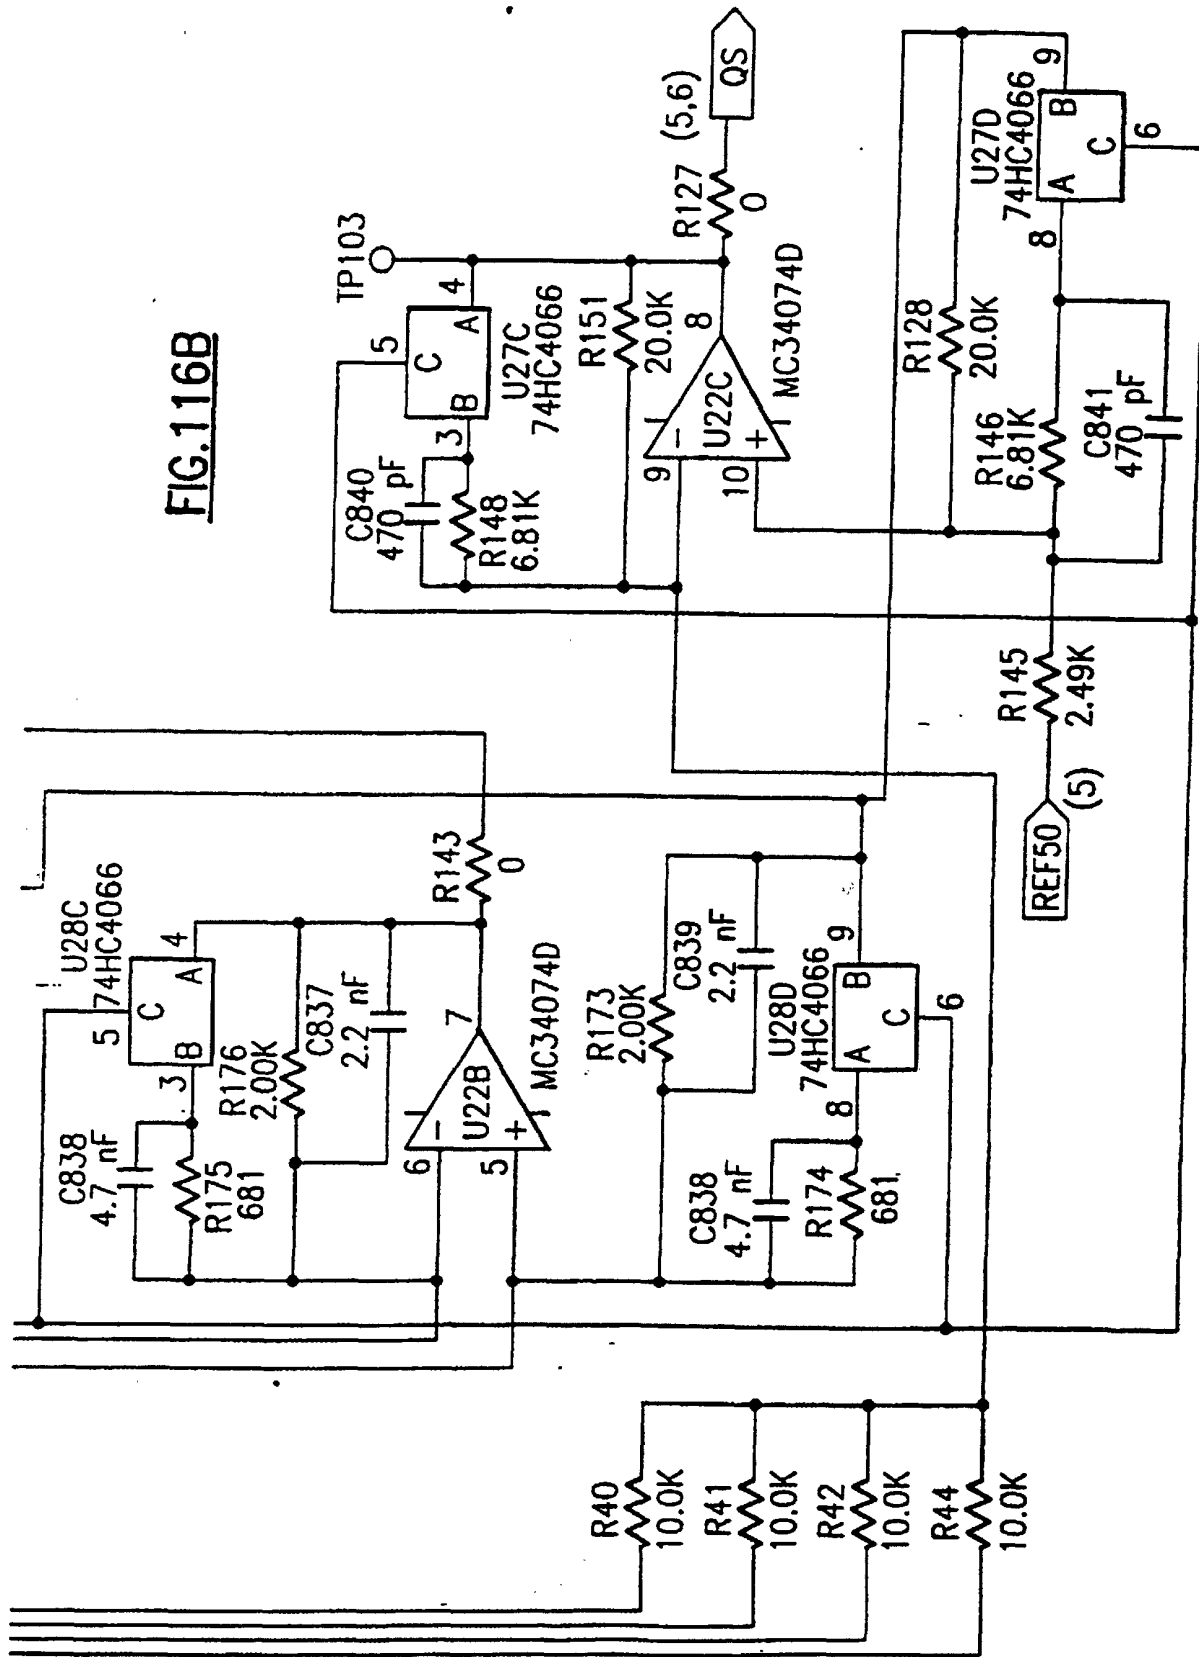 FIG.116B
TP103
5
C
B
A
4
3
U27C
74HC4066
C840
470 pF
R148
6.81K
R151
20.0K
R127
0
(5,6)
QS
9
10
8
U22C
MC34074D
R128
20.0K
U27D
74HC4066
A
B
C
8
9
6
R146
6.81K
C841
470 pF
R145
2.49K
REF50
(5)
U28C
74HC4066
5
C
B
A
4
3
C838
4.7 nF
R175
681
R176
2.00K
C837
2.2 nF
R143
0
6
5
7
U22B
MC34074D
R173
2.00K
C839
2.2 nF
U28D
74HC4066
A
B
C
8
9
6
C838
4.7 nF
R174
681
R40
10.0K
R41
10.0K
R42
10.0K
R44
10.0K